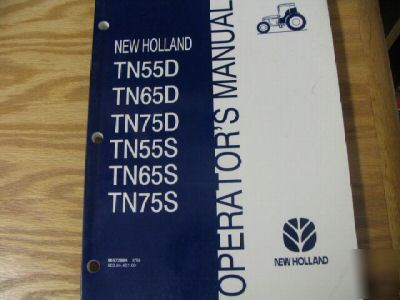 NEW HOLLAND
TN55D
TN65D
TN75D
TN55S
TN65S
TN75S
OPERATOR'S MANUAL
NEW HOLLAND